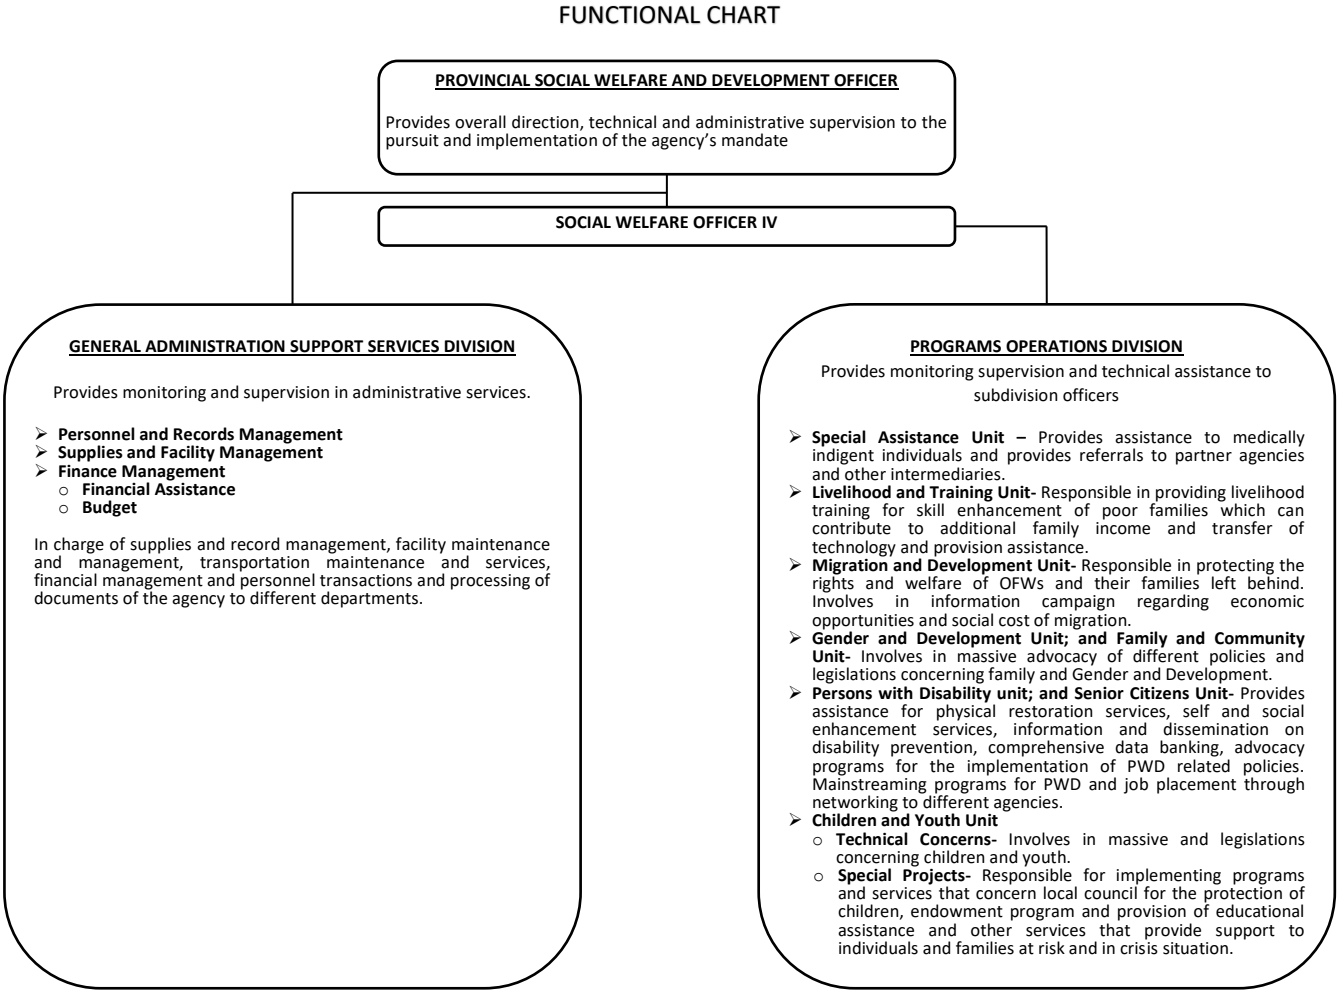 FUNCTIONAL CHART
PROVINCIAL SOCIAL WELFARE AND DEVELOPMENT OFFICER
Provides overall direction, technical and administrative supervision to the
pursuit and implementation of the agency’s mandate
SOCIAL WELFARE OFFICER IV
GENERAL ADMINISTRATION SUPPORT SERVICES DIVISION
Provides monitoring and supervision in administrative services.
➢ Personnel and Records Management
➢ Supplies and Facility Management
➢ Finance Management
o Financial Assistance
o Budget
In charge of supplies and record management, facility maintenance
and management, transportation maintenance and services,
financial management and personnel transactions and processing of
documents of the agency to different departments.
PROGRAMS OPERATIONS DIVISION
Provides monitoring supervision and technical assistance to
subdivision officers
➢ Special Assistance Unit – Provides assistance to medically
indigent individuals and provides referrals to partner agencies
and other intermediaries.
➢ Livelihood and Training Unit- Responsible in providing livelihood
training for skill enhancement of poor families which can
contribute to additional family income and transfer of
technology and provision assistance.
➢ Migration and Development Unit- Responsible in protecting the
rights and welfare of OFWs and their families left behind.
Involves in information campaign regarding economic
opportunities and social cost of migration.
➢ Gender and Development Unit; and Family and Community
Unit- Involves in massive advocacy of different policies and
legislations concerning family and Gender and Development.
➢ Persons with Disability unit; and Senior Citizens Unit- Provides
assistance for physical restoration services, self and social
enhancement services, information and dissemination on
disability prevention, comprehensive data banking, advocacy
programs for the implementation of PWD related policies.
Mainstreaming programs for PWD and job placement through
networking to different agencies.
➢ Children and Youth Unit
o Technical Concerns- Involves in massive and legislations
concerning children and youth.
o Special Projects- Responsible for implementing programs
and services that concern local council for the protection of
children, endowment program and provision of educational
assistance and other services that provide support to
individuals and families at risk and in crisis situation.